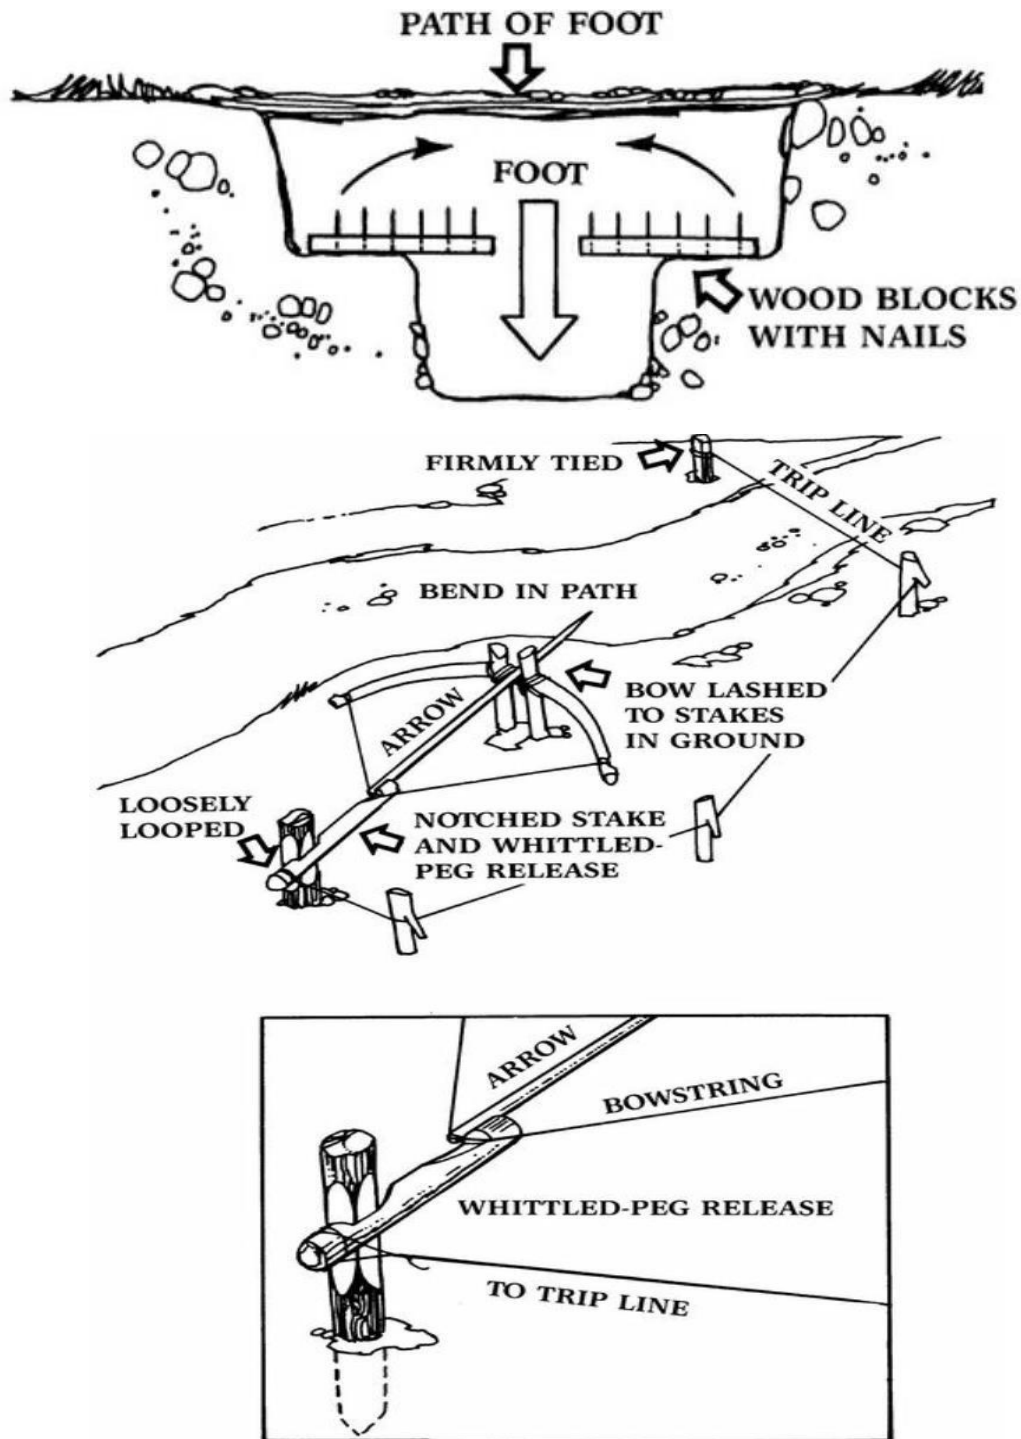 PATH OF FOOT
FOOT
WOOD BLOCKS
WITH NAILS
FIRMLY TIED
TRIP LINE
BEND IN PATH
BOW LASHED
TO STAKES
IN GROUND
ARROW
LOOSELY
LOOPED
NOTCHED STAKE
AND WHITTLED-
PEG RELEASE
ARROW
BOWSTRING
WHITTLED-PEG RELEASE
TO TRIP LINE